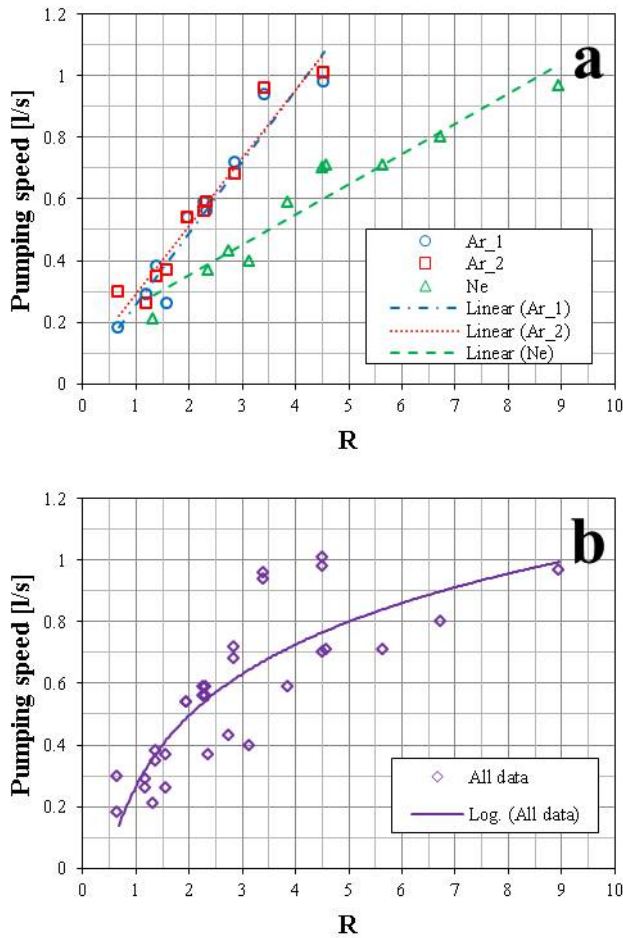 1.2
a
1
0.8
0.6
0.4
0.2
0
Pumping speed [l/s]
Ar_1
Ar_2
Ne
Linear (Ar_1)
Linear (Ar_2)
Linear (Ne)
0 1 2 3 4 5 6 7 8 9 10
R
1.2
b
1
0.8
0.6
0.4
0.2
0
Pumping speed [l/s]
All data
Log. (All data)
0 1 2 3 4 5 6 7 8 9 10
R